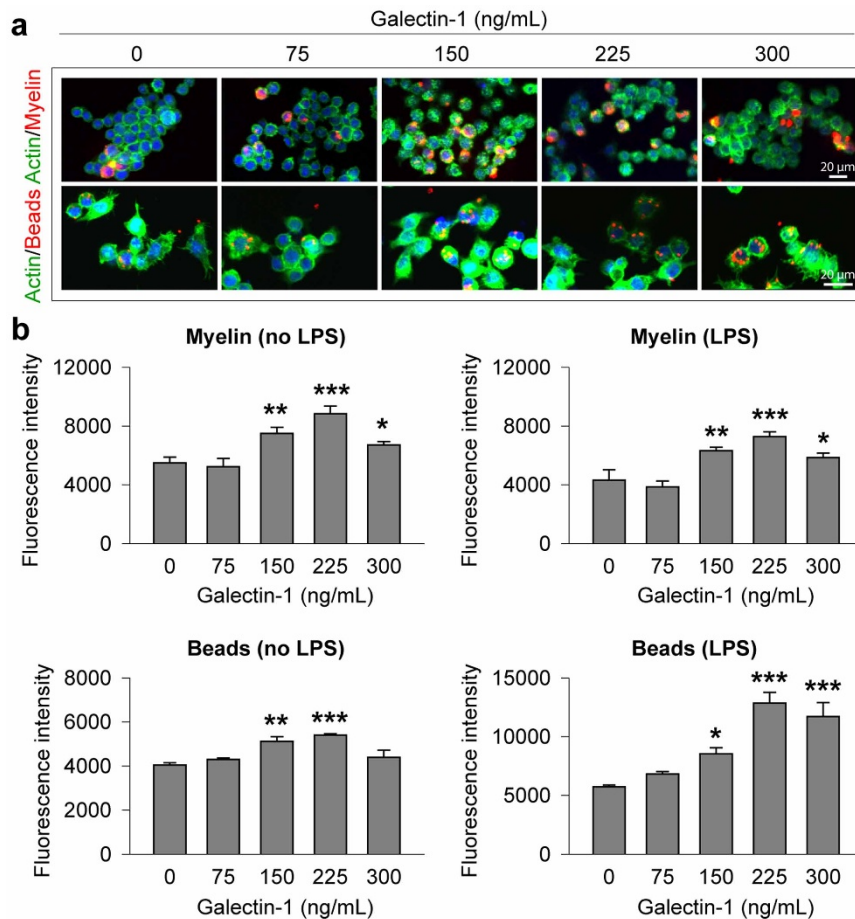 a
Galectin-1 (ng/mL)
0 75 150 225 300
Actin/Myelin
20 µm
Actin/Beads
20 µm
b
Myelin (no LPS)
Fluorescence intensity
12000
8000
4000
0
** *** *
0 75 150 225 300
Galectin-1 (ng/mL)
Myelin (LPS)
Fluorescence intensity
12000
8000
4000
0
** *** *
0 75 150 225 300
Galectin-1 (ng/mL)
Beads (no LPS)
Fluorescence intensity
8000
6000
4000
2000
0
** ***
0 75 150 225 300
Galectin-1 (ng/mL)
Beads (LPS)
Fluorescence intensity
15000
10000
5000
0
* *** ***
0 75 150 225 300
Galectin-1 (ng/mL)